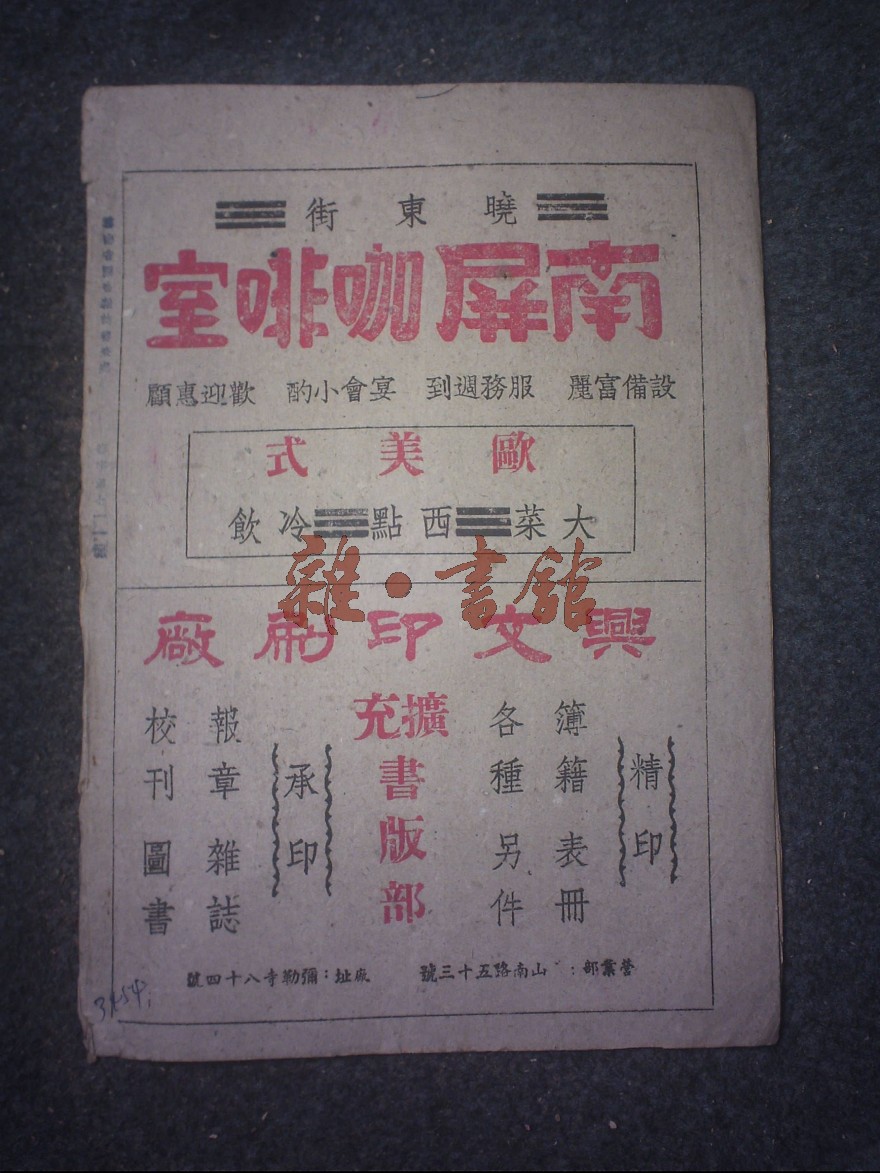 曉東街
南屏咖啡室
設備富麗 服務週到 宴會小酌 歡迎惠顧
歐美式
大菜 西點 冷飲
興文印刷廠
精印
簿籍表冊
各種另件
擴充
書版部
承印
報章雜誌
校刊圖書
營業部:山南路五十三號 廠址:彌勒寺八十四號
雜·書館